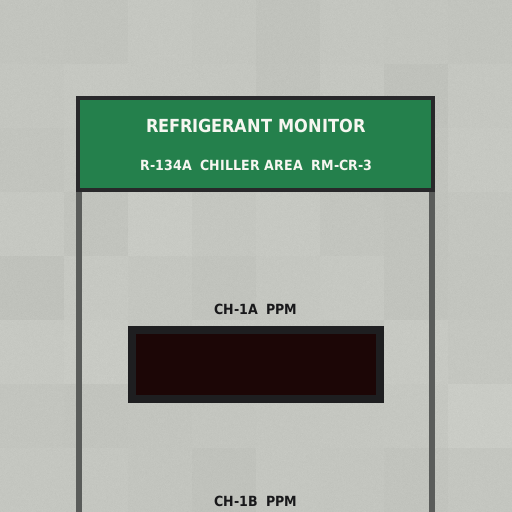 REFRIGERANT MONITOR
R-134A CHILLER AREA RM-CR-3
CH-1A PPM
CH-1B PPM